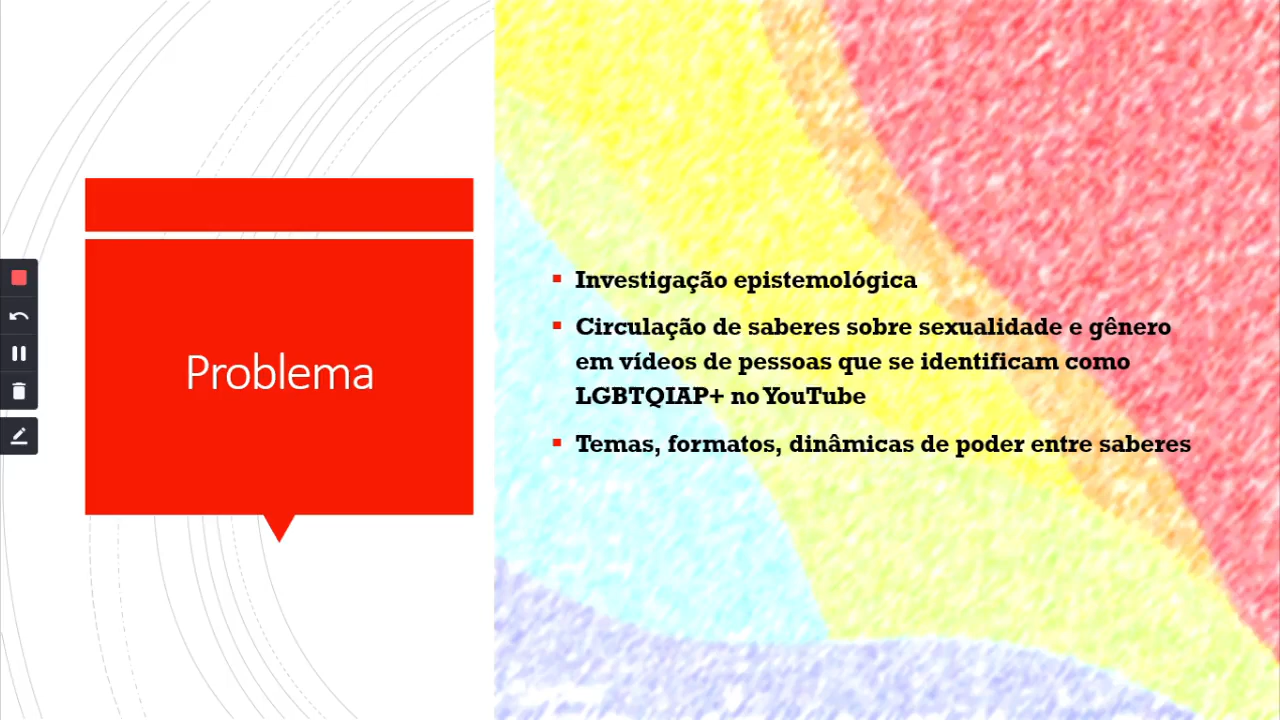 Problema
Investigação epistemológica
Circulação de saberes sobre sexualidade e gênero
em vídeos de pessoas que se identificam como
LGBTQIAP+ no YouTube
Temas, formatos, dinâmicas de poder entre saberes